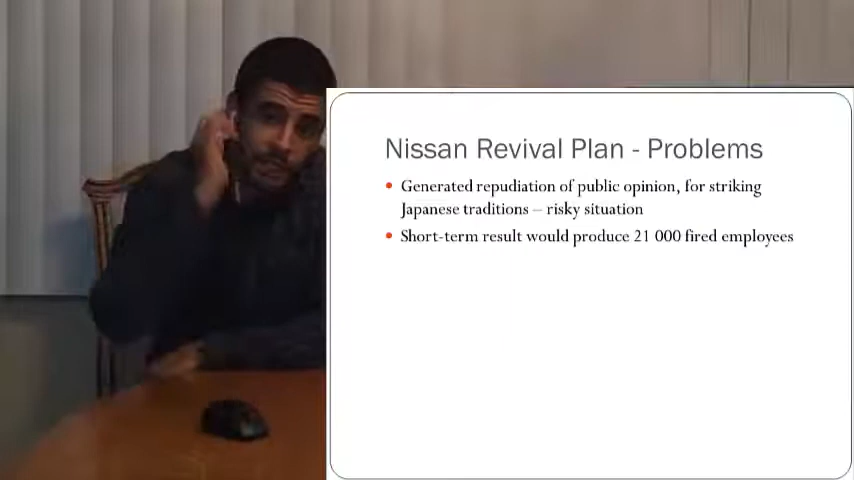 Nissan Revival Plan - Problems
Generated repudiation of public opinion, for striking
Japanese traditions – risky situation
Short-term result would produce 21 000 fired employees